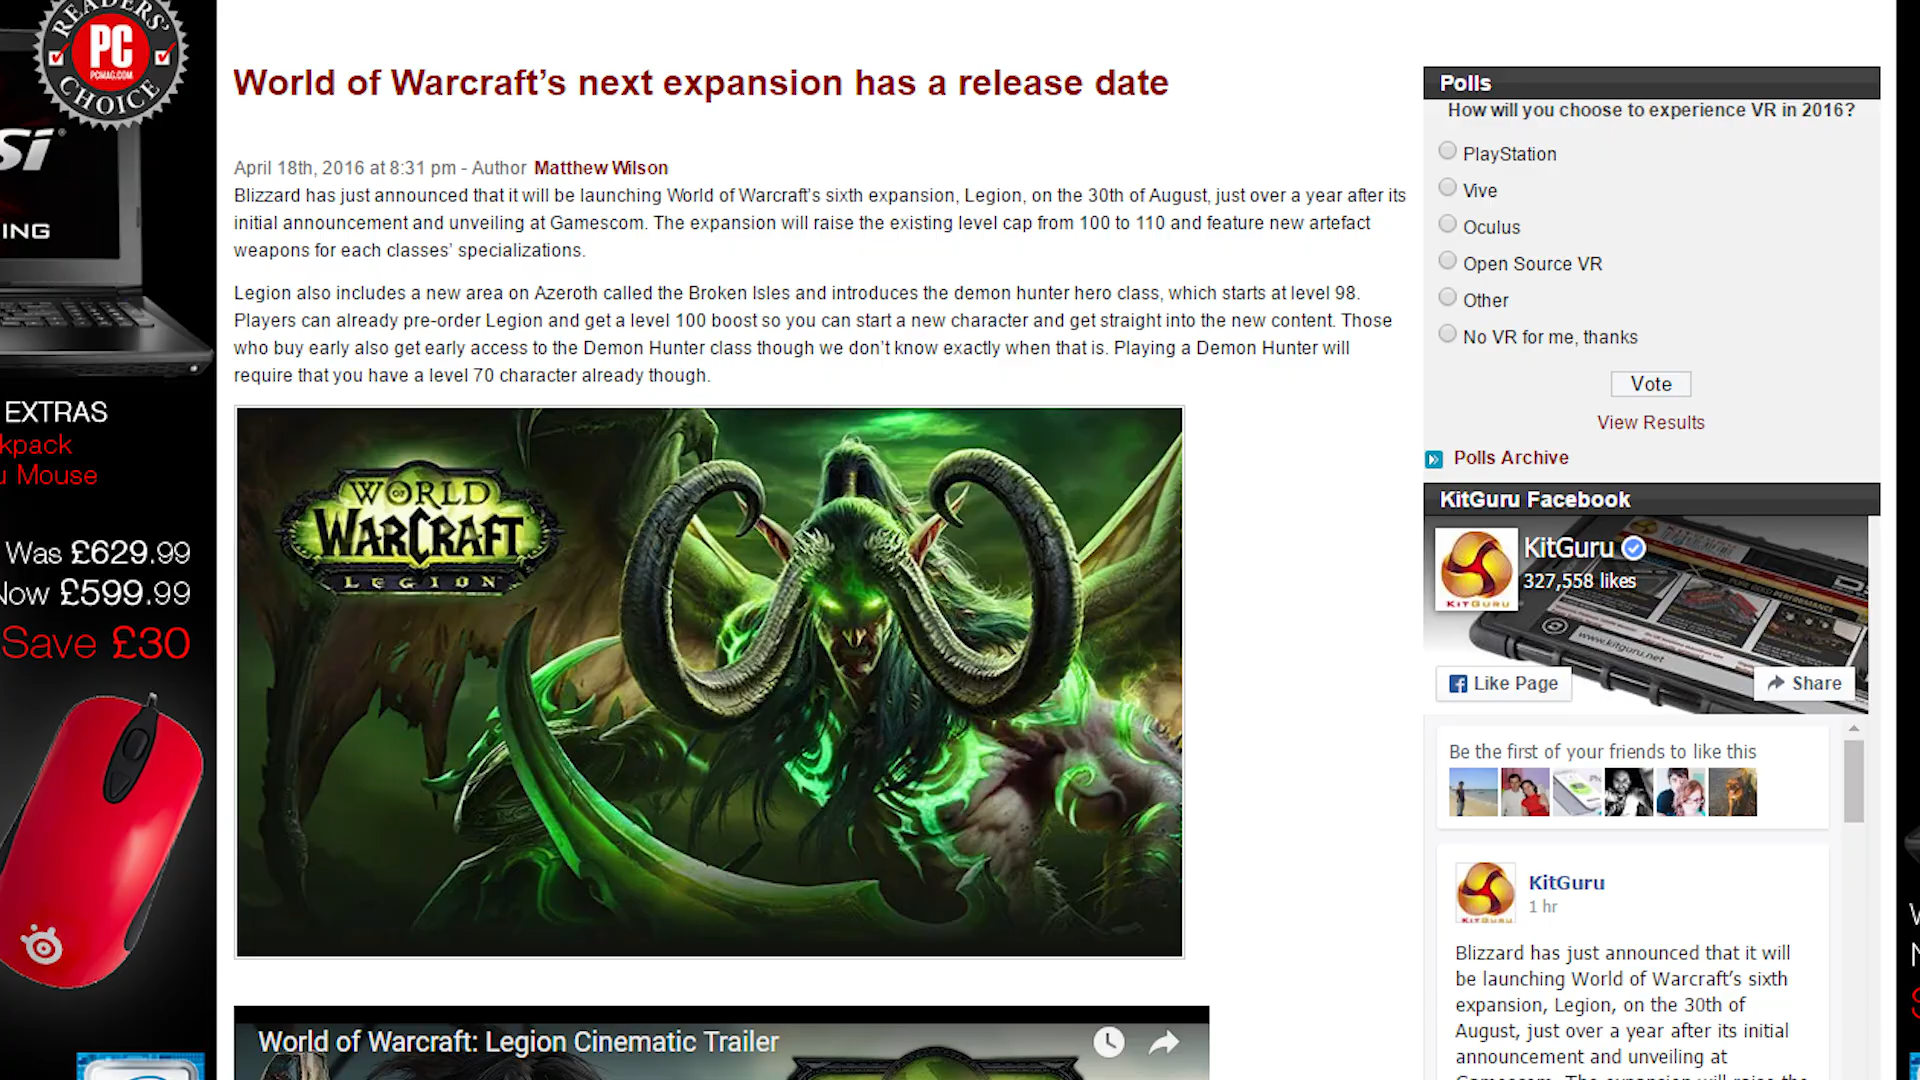 READERS'
PC
PCMAG.COM
CHOICE
si
ING
EXTRAS
kpack
u Mouse
Was £629.99
Now £599.99
Save £30
World of Warcraft’s next expansion has a release date
April 18th, 2016 at 8:31 pm - Author Matthew Wilson
Blizzard has just announced that it will be launching World of Warcraft’s sixth expansion, Legion, on the 30th of August, just over a year after its
initial announcement and unveiling at Gamescom. The expansion will raise the existing level cap from 100 to 110 and feature new artefact
weapons for each classes’ specializations.
Legion also includes a new area on Azeroth called the Broken Isles and introduces the demon hunter hero class, which starts at level 98.
Players can already pre-order Legion and get a level 100 boost so you can start a new character and get straight into the new content. Those
who buy early also get early access to the Demon Hunter class though we don’t know exactly when that is. Playing a Demon Hunter will
require that you have a level 70 character already though.
WORLD
OF
WARCRAFT
LEGION
World of Warcraft: Legion Cinematic Trailer
Polls
How will you choose to experience VR in 2016?
PlayStation
Vive
Oculus
Open Source VR
Other
No VR for me, thanks
Vote
View Results
Polls Archive
KitGuru Facebook
KitGuru
327,558 likes
KITGURU
www.kitguru.net
Like Page
Share
Be the first of your friends to like this
KitGuru
1 hr
KITGURU
Blizzard has just announced that it will
be launching World of Warcraft’s sixth
expansion, Legion, on the 30th of
August, just over a year after its initial
announcement and unveiling at
Gamescom. The expansion will raise the